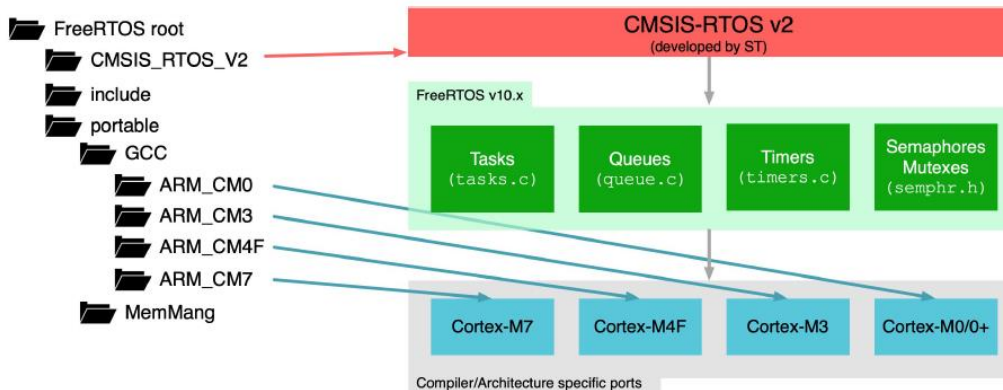 FreeRTOS root
CMSIS_RTOS_V2
include
portable
GCC
ARM_CM0
ARM_CM3
ARM_CM4F
ARM_CM7
MemMang
CMSIS-RTOS v2
(developed by ST)
FreeRTOS v10.x
Tasks
(tasks.c)
Queues
(queue.c)
Timers
(timers.c)
Semaphores
Mutexes
(semphr.h)
Cortex-M7
Cortex-M4F
Cortex-M3
Cortex-M0/0+
Compiler/Architecture specific ports